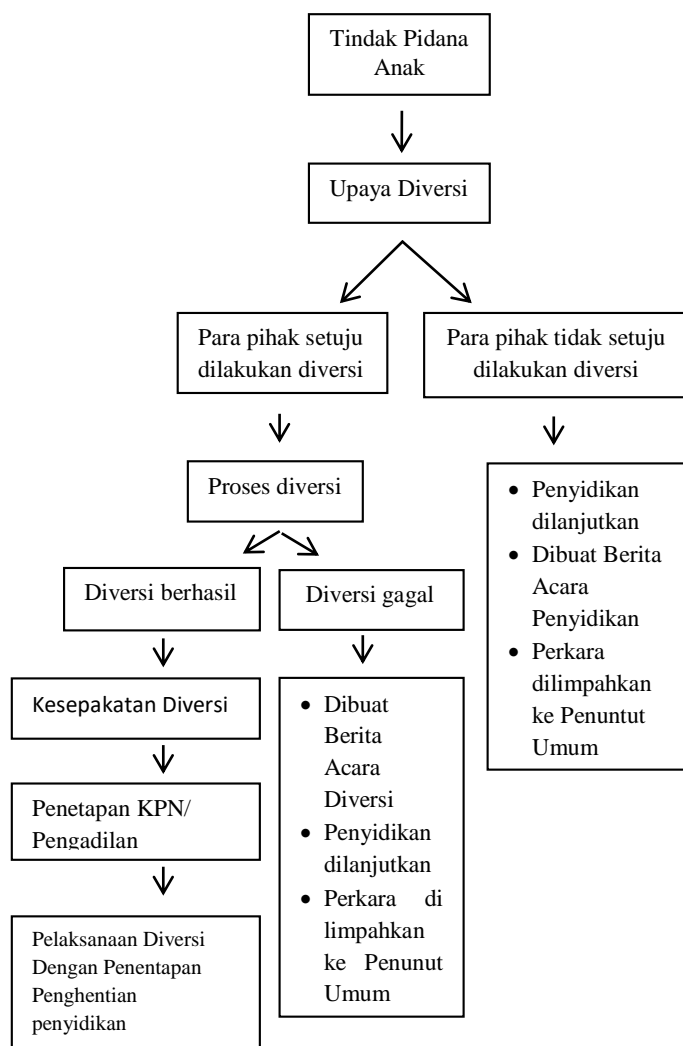 Tindak Pidana
Anak
Upaya Diversi
Para pihak setuju
dilakukan diversi
Para pihak tidak setuju
dilakukan diversi
Proses diversi
• Penyidikan
dilanjutkan
• Dibuat Berita
Acara
Penyidikan
• Perkara
dilimpahkan
ke Penuntut
Umum
Diversi berhasil
Diversi gagal
Kesepakatan Diversi
• Dibuat
Berita
Acara
Diversi
• Penyidikan
dilanjutkan
• Perkara di
limpahkan
ke Penunut
Umum
Penetapan KPN/
Pengadilan
Pelaksanaan Diversi
Dengan Penentapan
Penghentian
penyidikan